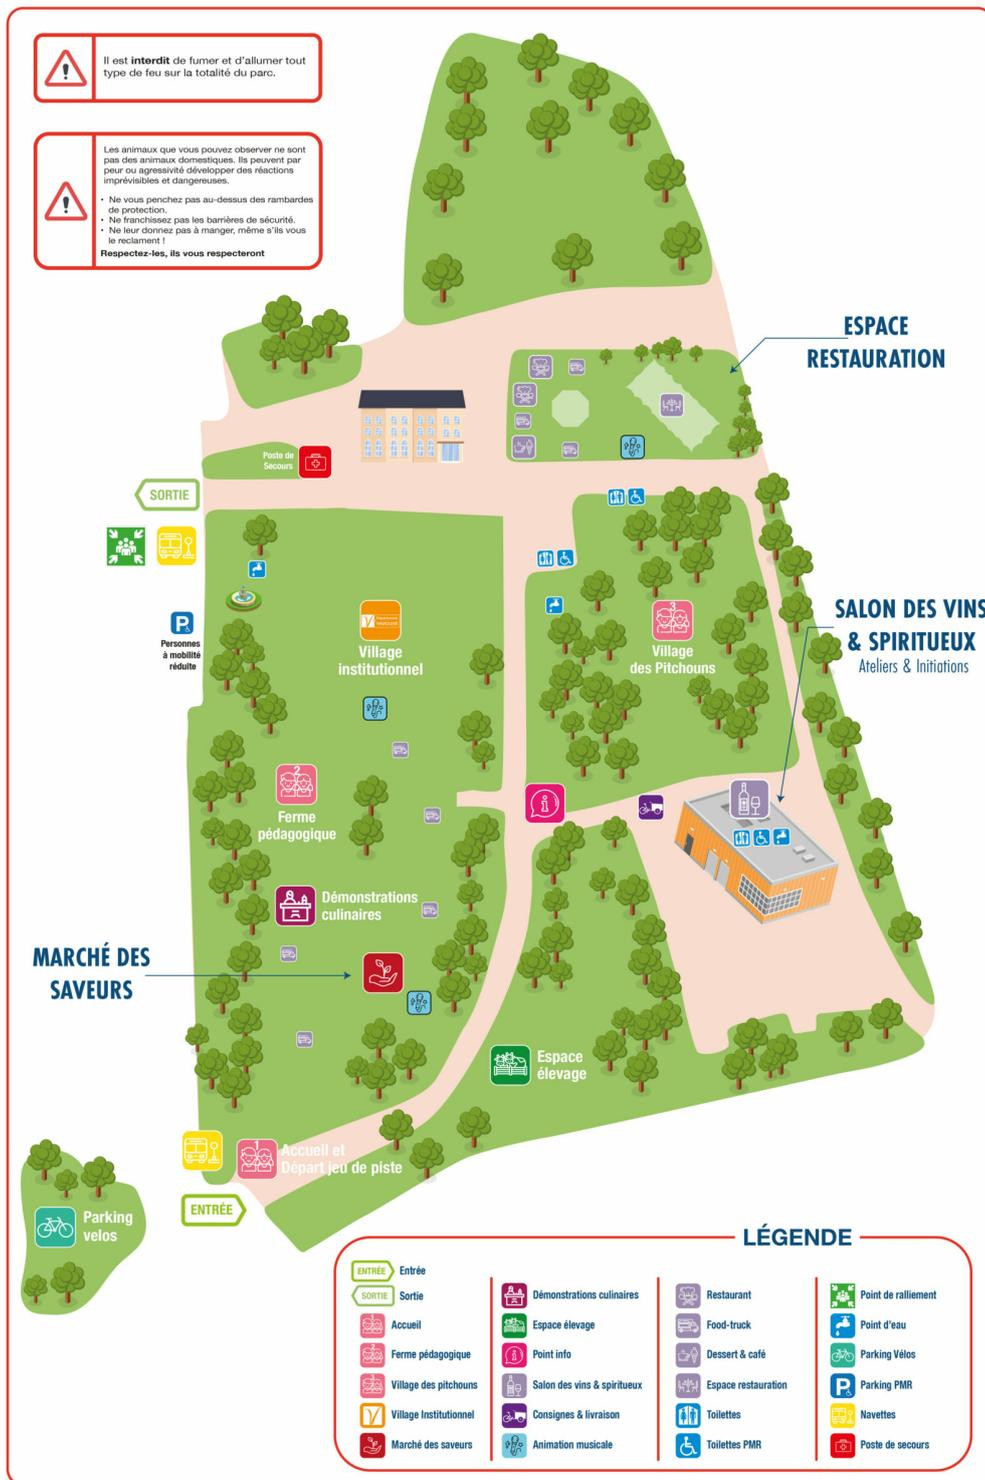 Il est interdit de fumer et d'allumer tout
type de feu sur la totalité du parc.
Les animaux que vous pouvez observer ne sont
pas des animaux domestiques. Ils peuvent par
peur ou agressivité développer des réactions
imprévisibles et dangereuses.
• Ne vous penchez pas au-dessus des rambardes
de protection.
• Ne franchissez pas les barrières de sécurité.
• Ne leur donnez pas à manger, même s'ils vous
le reclament !
Respectez-les, ils vous respecteront
ESPACE
RESTAURATION
Poste de
Secours
SORTIE
P
Personnes
à mobilité
réduite
Village
institutionnel
3
Village
des Pitchouns
SALON DES VINS
& SPIRITUEUX
Ateliers & Initiations
2
Ferme
pédagogique
i
Démonstrations
culinaires
MARCHÉ DES
SAVEURS
Espace
élevage
1
Accueil et
Départ jeu de piste
ENTRÉE
Parking
velos
LÉGENDE
ENTRÉE Entrée
SORTIE Sortie
1 Accueil
2 Ferme pédagogique
3 Village des pitchouns
Village Institutionnel
Marché des saveurs
Démonstrations culinaires
Espace élevage
i Point info
Salon des vins & spiritueux
Consignes & livraison
Animation musicale
Restaurant
Food-truck
Dessert & café
Espace restauration
Toilettes
Toilettes PMR
Point de ralliement
Point d'eau
Parking Vélos
P Parking PMR
Navettes
Poste de secours